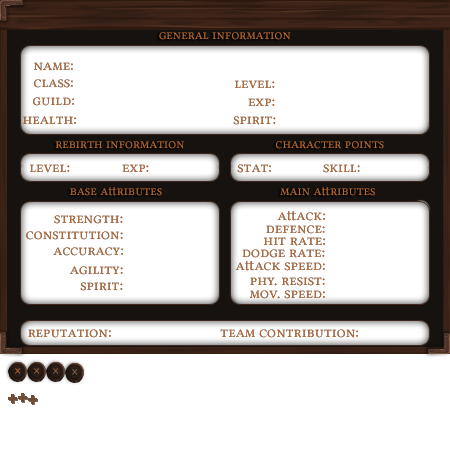 GENERAL INFORMATION
NAME:
CLASS: LEVEL:
GUILD: EXP:
HEALTH: SPIRIT:
REBIRTH INFORMATION CHARACTER POINTS
LEVEL: EXP: STAT: SKILL:
BASE ATTRIBUTES
STRENGTH:
CONSTITUTION:
ACCURACY:
AGILITY:
SPIRIT:
MAIN ATTRIBUTES
ATTACK:
DEFENCE:
HIT RATE:
DODGE RATE:
ATTACK SPEED:
PHY. RESIST:
MOV. SPEED:
REPUTATION: TEAM CONTRIBUTION: